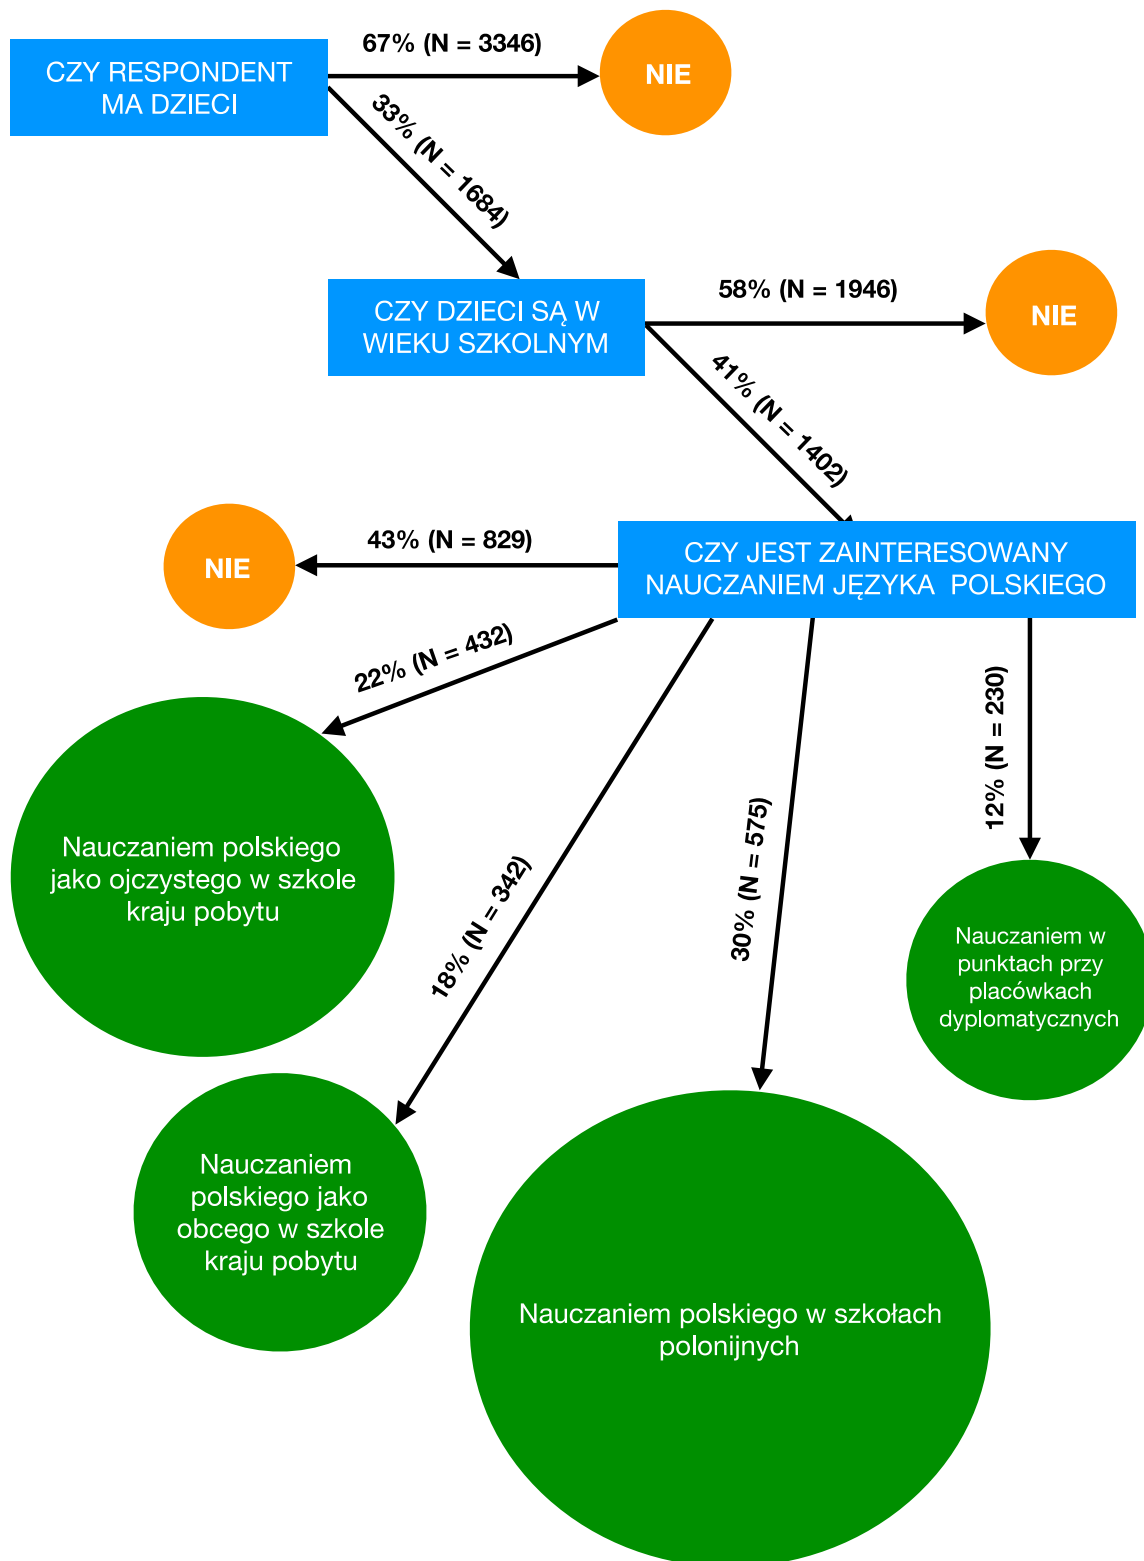 67% (N = 3346)
CZY RESPONDENT
MA DZIECI
NIE
33% (N = 1684)
CZY DZIECI SĄ W
WIEKU SZKOLNYM
58% (N = 1946)
NIE
41% (N = 1402)
NIE
43% (N = 829)
CZY JEST ZAINTERESOWANY
NAUCZANIEM JĘZYKA POLSKIEGO
22% (N = 432)
18% (N = 342)
30% (N = 575)
12% (N = 230)
Nauczaniem polskiego
jako ojczystego w szkole
kraju pobytu
Nauczaniem w
punktach przy
placówkach
dyplomatycznych
Nauczaniem
polskiego jako
obcego w szkole
kraju pobytu
Nauczaniem polskiego w szkołach
polonijnych